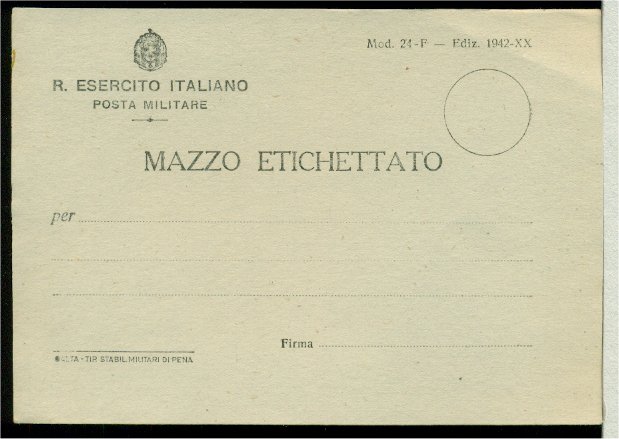 Mod. 24-F — Ediz. 1942-XX
R. ESERCITO ITALIANO
POSTA MILITARE
MAZZO ETICHETTATO
per
Firma
TIP. STABIL. MILITARI DI PENA